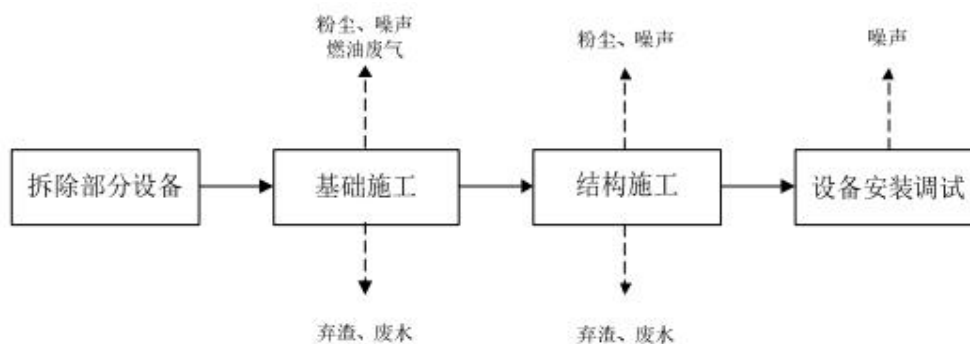 粉尘、噪声
燃油废气
粉尘、噪声
噪声
拆除部分设备
基础施工
结构施工
设备安装调试
弃渣、废水
弃渣、废水